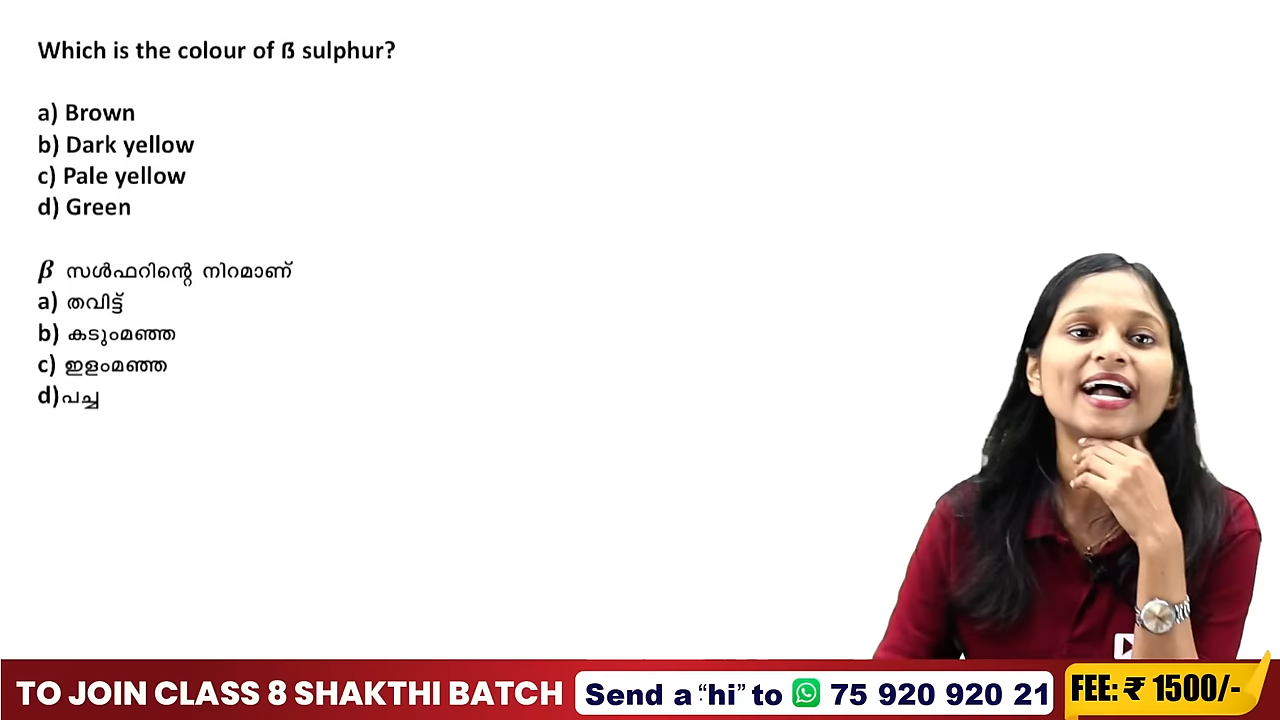 Which is the colour of ß sulphur?
a) Brown
b) Dark yellow
c) Pale yellow
d) Green
β സൾഫറിന്റെ നിറമാണ്
a) തവിട്ട്
b) കടുംമഞ്ഞ
c) ഇളംമഞ്ഞ
d)പച്ച
TO JOIN CLASS 8 SHAKTHI BATCH Send a “hi” to 75 920 920 21 FEE: ₹ 1500/-